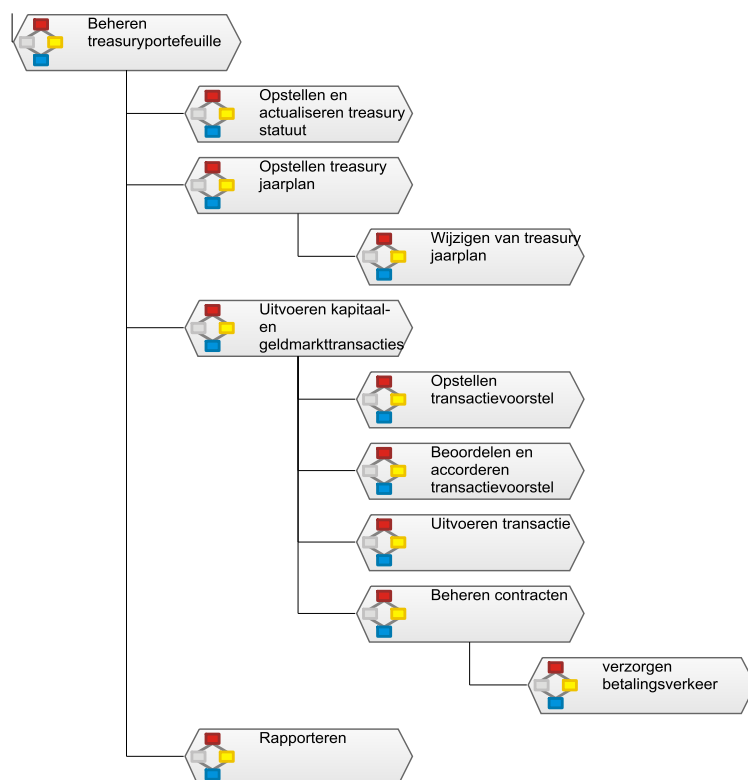 Beheren
treasuryportefeuille
Opstellen en
actualiseren treasury
statuut
Opstellen treasury
jaarplan
Wijzigen van treasury
jaarplan
Uitvoeren kapitaal-
en
geldmarkttransacties
Opstellen
transactievoorstel
Beoordelen en
accorderen
transactievoorstel
Uitvoeren transactie
Beheren contracten
verzorgen
betalingsverkeer
Rapporteren